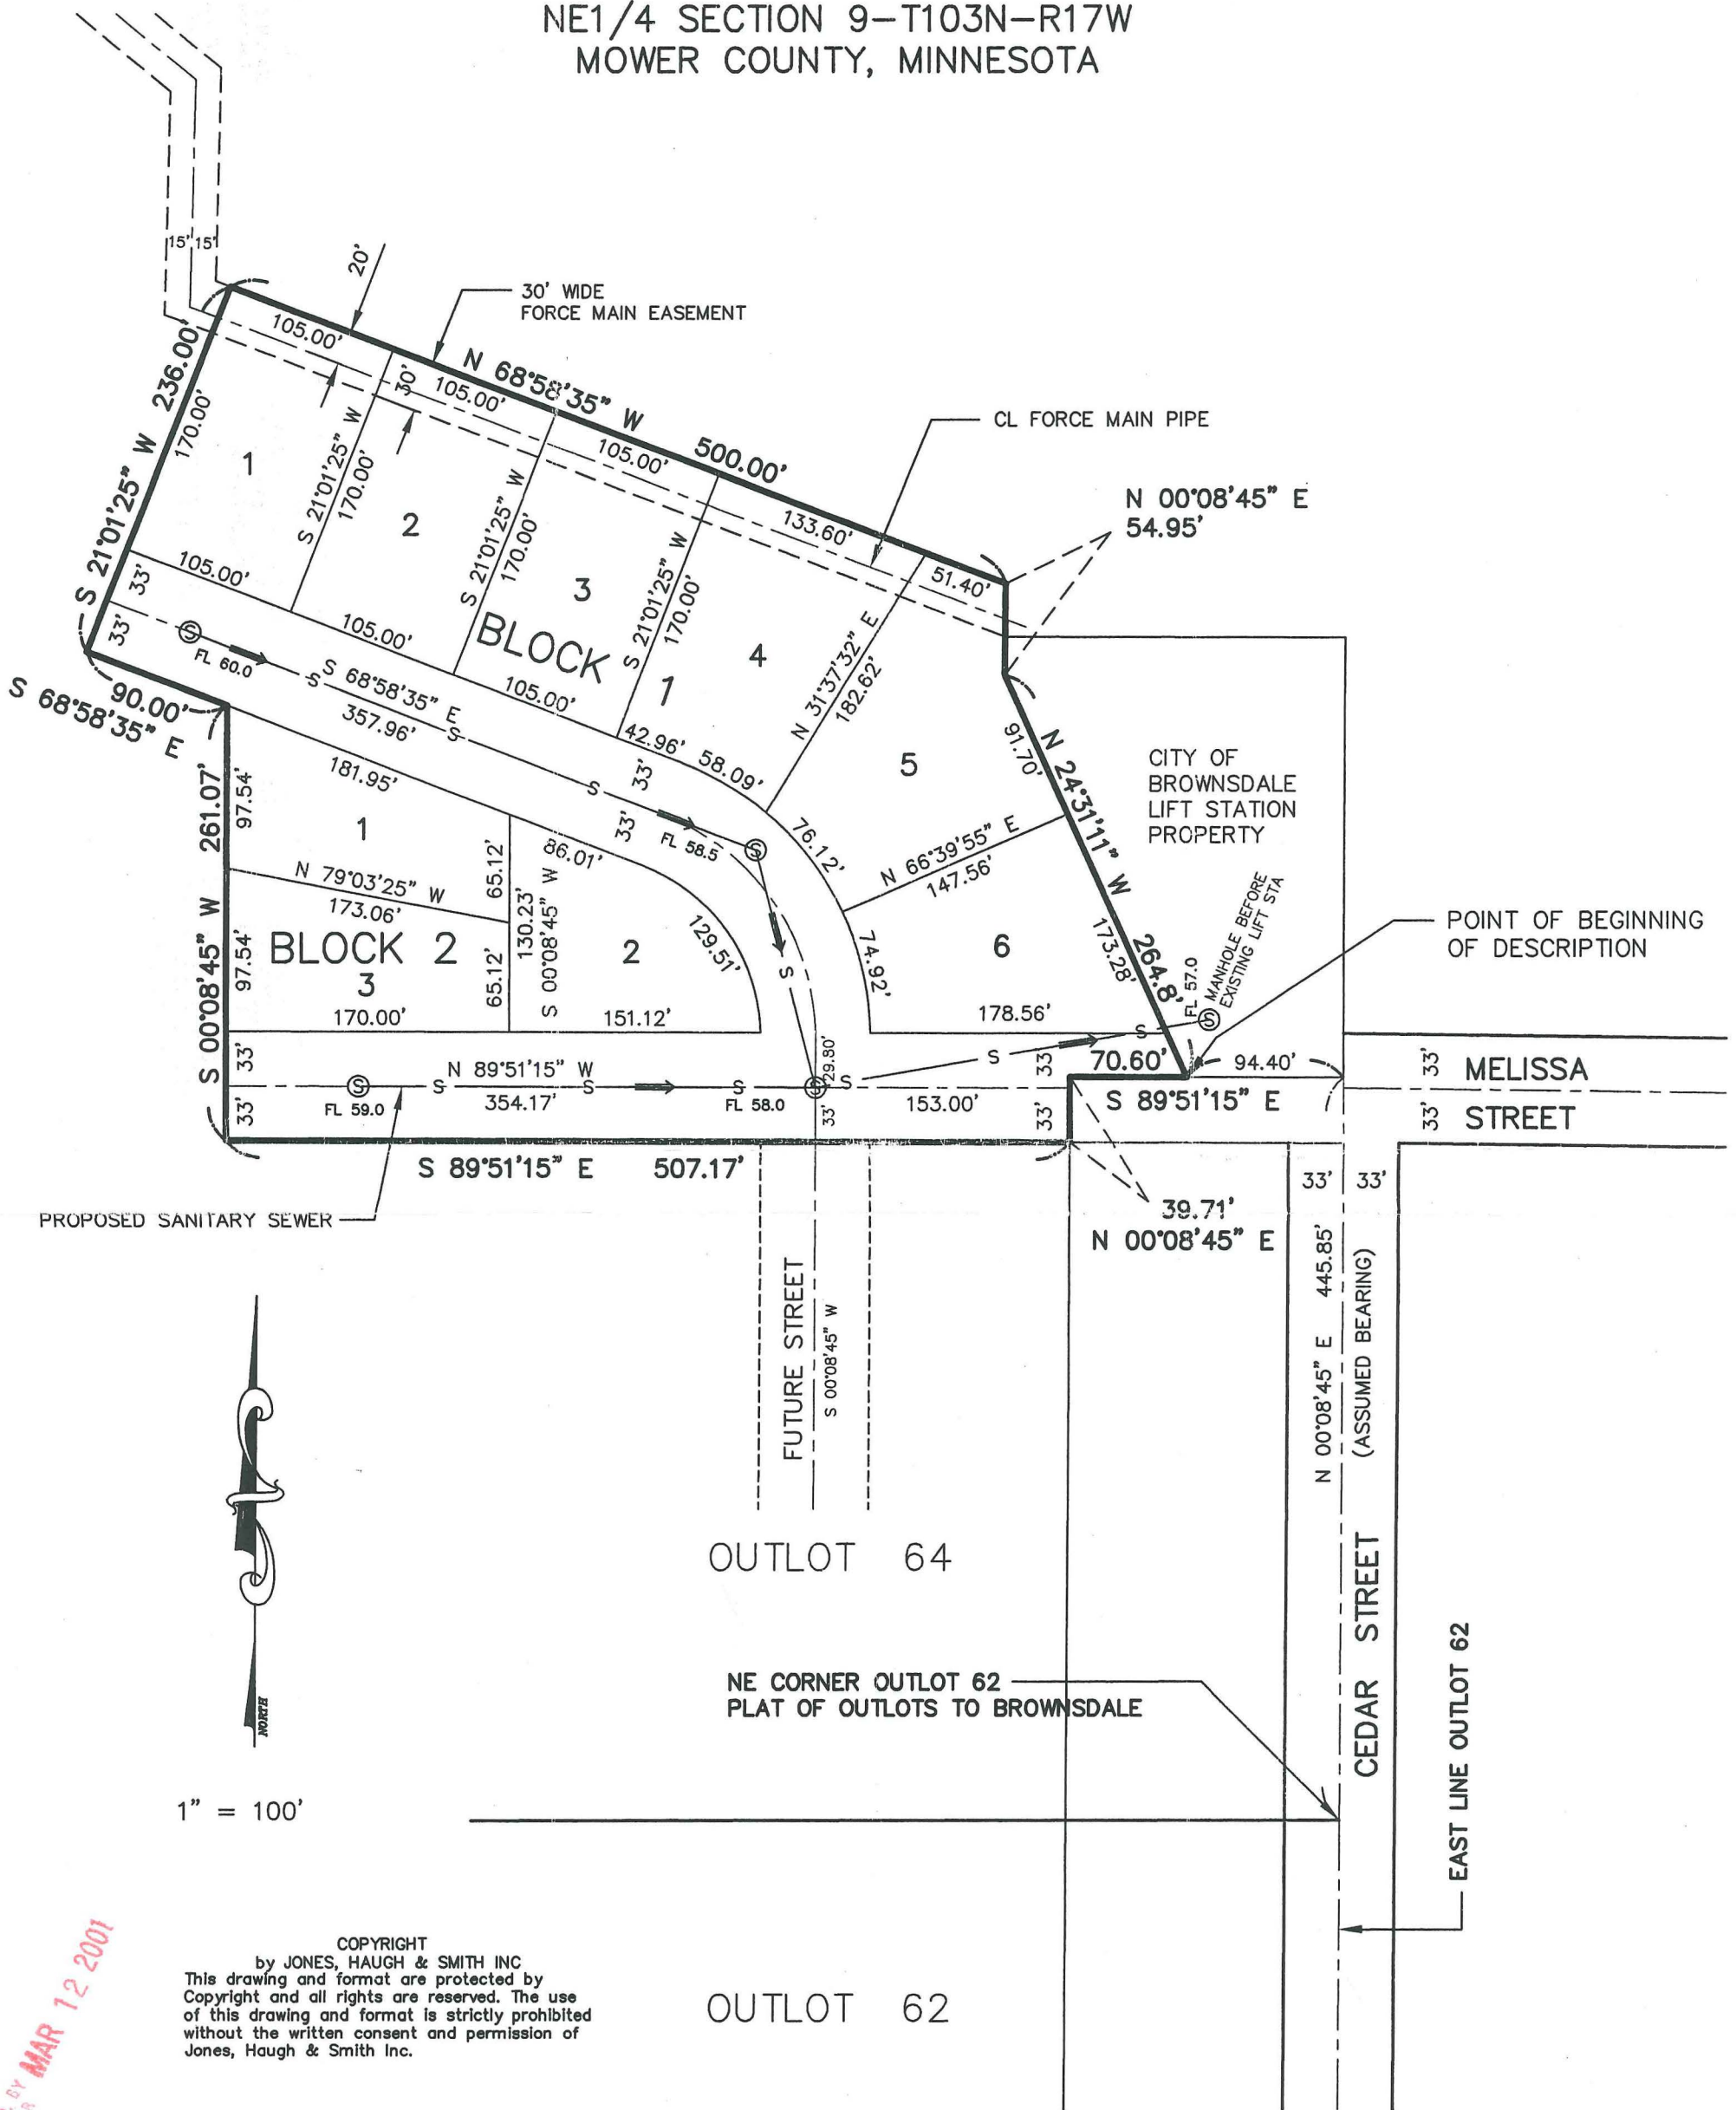 NE1/4 SECTION 9-T103N-R17W
MOWER COUNTY, MINNESOTA
15' 15'
20'
30' WIDE
FORCE MAIN EASEMENT
105.00'
N 68°58'35" W 500.00'
30'
105.00'
105.00'
133.60'
51.40'
CL FORCE MAIN PIPE
N 00°08'45" E
54.95'
S 21°01'25" W 236.00'
170.00'
1
S 21°01'25" W
170.00'
2
S 21°01'25" W
170.00'
3
S 21°01'25" W
170.00'
4
BLOCK 1
N 31°37'32" E
182.62'
5
91.70'
N 24°31'11" W 264.8'
CITY OF
BROWNSDALE
LIFT STATION
PROPERTY
33'
33'
105.00'
105.00'
105.00'
42.96'
58.09'
76.12'
74.92'
S 68°58'35" E
90.00'
FL 60.0
S
S
S 68°58'35" E
357.96'
S
S
S
33'
33'
FL 58.5
S
S
N 66°39'55" E
147.56'
6
173.28'
178.56'
FL 57.0
MANHOLE BEFORE
EXISTING LIFT STA
S
POINT OF BEGINNING
OF DESCRIPTION
S 00°08'45" W 261.07'
97.54'
97.54'
181.95'
1
N 79°03'25" W
173.06'
BLOCK 2
3
170.00'
65.12'
65.12'
130.23'
S 00°08'45" W
86.01'
129.51'
2
151.12'
33'
33'
N 89°51'15" W
354.17'
S
FL 59.0
S
S
S
FL 58.0
S
29.80'
33'
S
S
S
153.00'
33'
33'
70.60'
94.40'
S 89°51'15" E
33'
33'
MELISSA
STREET
S 89°51'15" E 507.17'
PROPOSED SANITARY SEWER
39.71'
N 00°08'45" E
33' 33'
FUTURE STREET
S 00°08'45" W
N 00°08'45" E 445.85'
(ASSUMED BEARING)
CEDAR STREET
NORTH
1" = 100'
OUTLOT 64
NE CORNER OUTLOT 62
PLAT OF OUTLOTS TO BROWNSDALE
EAST LINE OUTLOT 62
OUTLOT 62
COPYRIGHT
by JONES, HAUGH & SMITH INC
This drawing and format are protected by
Copyright and all rights are reserved. The use
of this drawing and format is strictly prohibited
without the written consent and permission of
Jones, Haugh & Smith Inc.
MAR 12 2001
BY